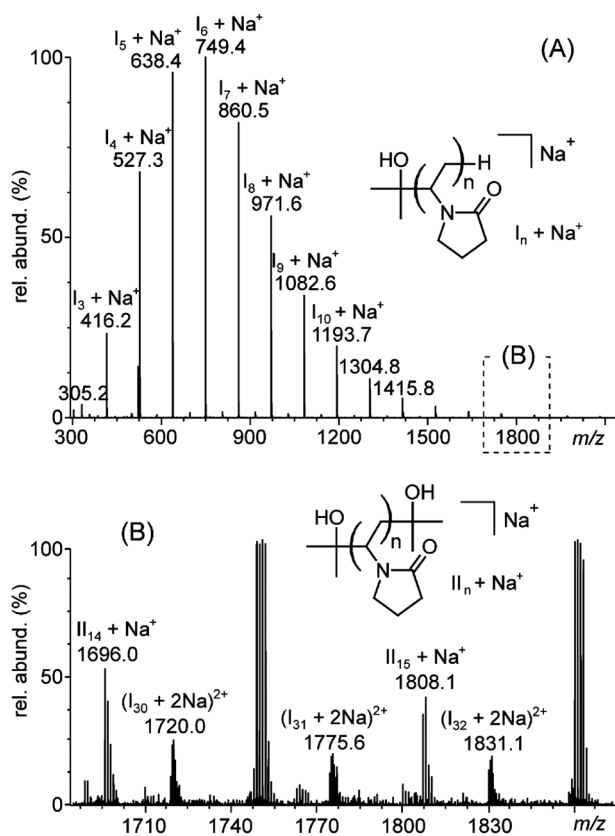 (A)
I₆ + Na⁺
749.4
I₅ + Na⁺
638.4
I₇ + Na⁺
860.5
I₄ + Na⁺
527.3
I₈ + Na⁺
971.6
I₉ + Na⁺
1082.6
I₃ + Na⁺
416.2
I₁₀ + Na⁺
1193.7
305.2
1304.8
1415.8
(B)
HO
n
H
Na⁺
N
O
Iₙ + Na⁺
rel. abund. (%)
100
50
0
300
600
900
1200
1500
1800
m/z
(B)
HO
OH
n
Na⁺
N
O
IIₙ + Na⁺
II₁₄ + Na⁺
1696.0
(I₃₀ + 2Na)²⁺
1720.0
(I₃₁ + 2Na)²⁺
1775.6
II₁₅ + Na⁺
1808.1
(I₃₂ + 2Na)²⁺
1831.1
rel. abund. (%)
100
50
0
1710
1740
1770
1800
1830
m/z